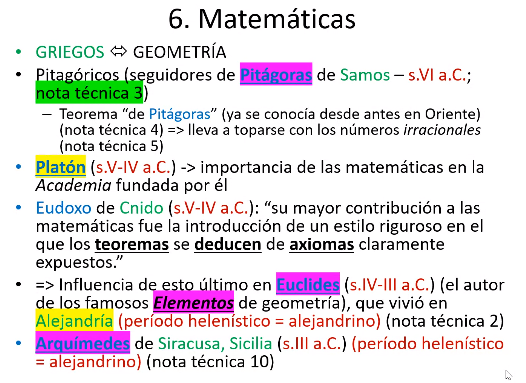 6. Matemáticas
• GRIEGOS ⇔ GEOMETRÍA
• Pitagóricos (seguidores de Pitágoras de Samos – s.VI a.C.;
nota técnica 3)
– Teorema “de Pitágoras” (ya se conocía desde antes en Oriente)
(nota técnica 4) => lleva a toparse con los números irracionales
(nota técnica 5)
• Platón (s.V-IV a.C.) -> importancia de las matemáticas en la
Academia fundada por él
• Eudoxo de Cnido (s.V-IV a.C.): “su mayor contribución a las
matemáticas fue la introducción de un estilo riguroso en el
que los teoremas se deducen de axiomas claramente
expuestos.”
• => Influencia de esto último en Euclides (s.IV-III a.C.) (el autor
de los famosos Elementos de geometría), que vivió en
Alejandría (período helenístico = alejandrino) (nota técnica 2)
• Arquímedes de Siracusa, Sicilia (s.III a.C.) (período helenístico
= alejandrino) (nota técnica 10)